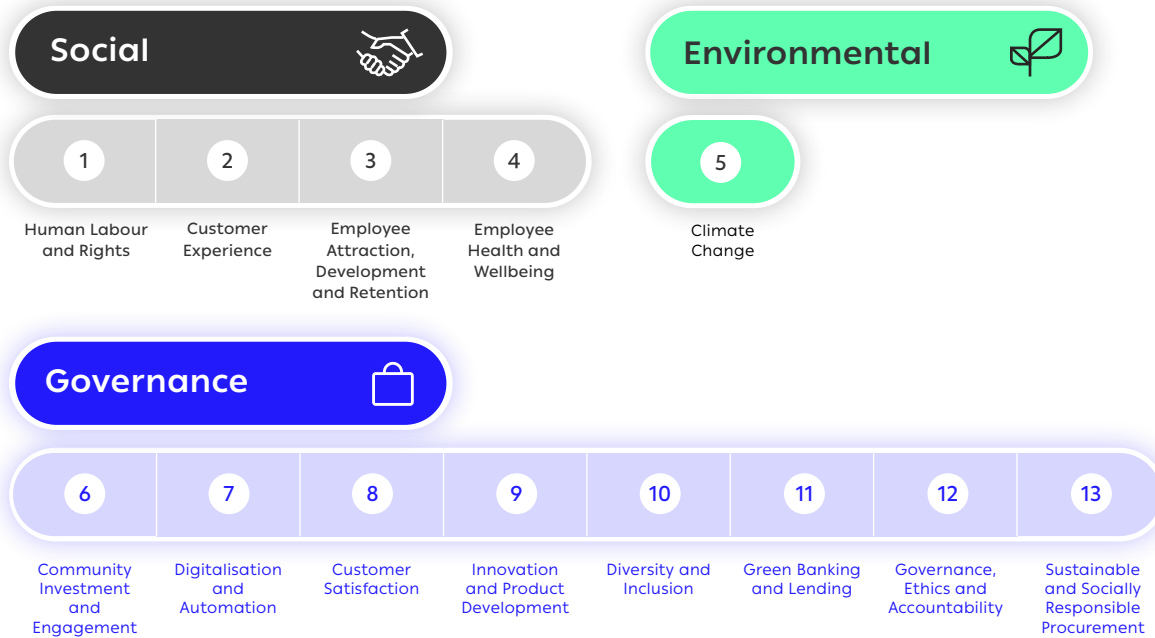 Social
Environmental
1
2
3
4
5
Human Labour
and Rights
Customer
Experience
Employee
Attraction,
Development
and Retention
Employee
Health and
Wellbeing
Climate
Change
Governance
6
7
8
9
10
11
12
13
Community
Investment
and
Engagement
Digitalisation
and
Automation
Customer
Satisfaction
Innovation
and Product
Development
Diversity and
Inclusion
Green Banking
and Lending
Governance,
Ethics and
Accountability
Sustainable
and Socially
Responsible
Procurement